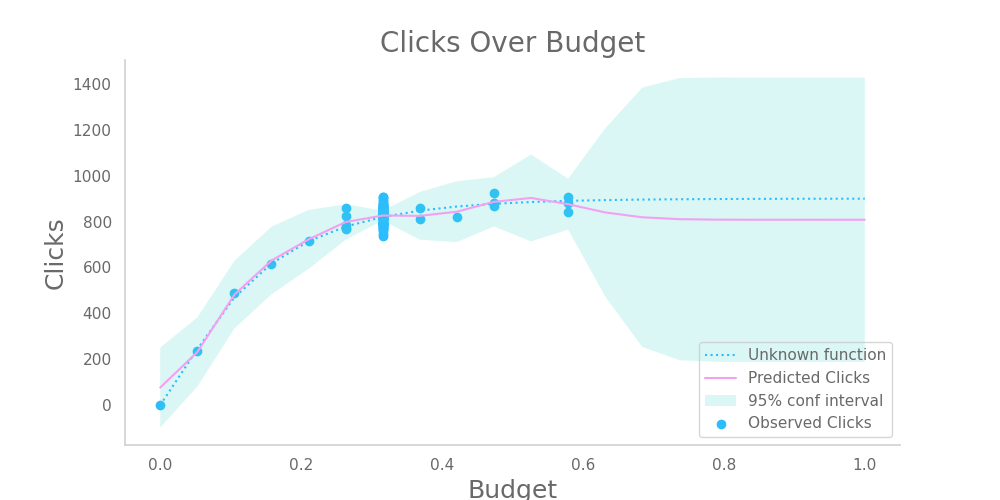 Clicks Over Budget
Clicks
1400
1200
1000
800
600
400
200
0
0.0 0.2 0.4 0.6 0.8 1.0
Budget
Unknown function
Predicted Clicks
95% conf interval
Observed Clicks